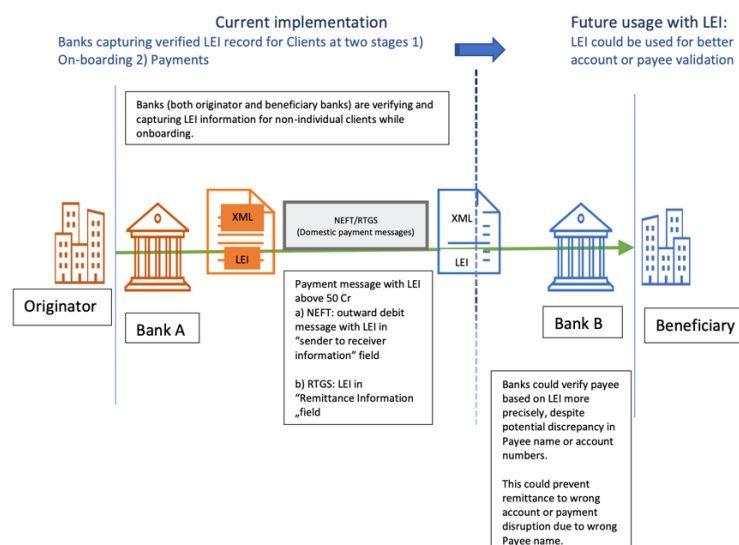 Current implementation
Banks capturing verified LEI record for Clients at two stages 1)
On-boarding 2) Payments
Future usage with LEI:
LEI could be used for better
account or payee validation
Banks (both originator and beneficiary banks) are verifying and
capturing LEI information for non-individual clients while
onboarding.
XML
LEI
NEFT/RTGS
(Domestic payment messages)
XML
LEI
Originator
Bank A
Payment message with LEI
above 50 Cr
a) NEFT: outward debit
message with LEI in
“sender to receiver
information” field
b) RTGS: LEI in
“Remittance Information
„field
Bank B
Beneficiary
Banks could verify payee
based on LEI more
precisely, despite
potential discrepancy in
Payee name or account
numbers.
This could prevent
remittance to wrong
account or payment
disruption due to wrong
Payee name.